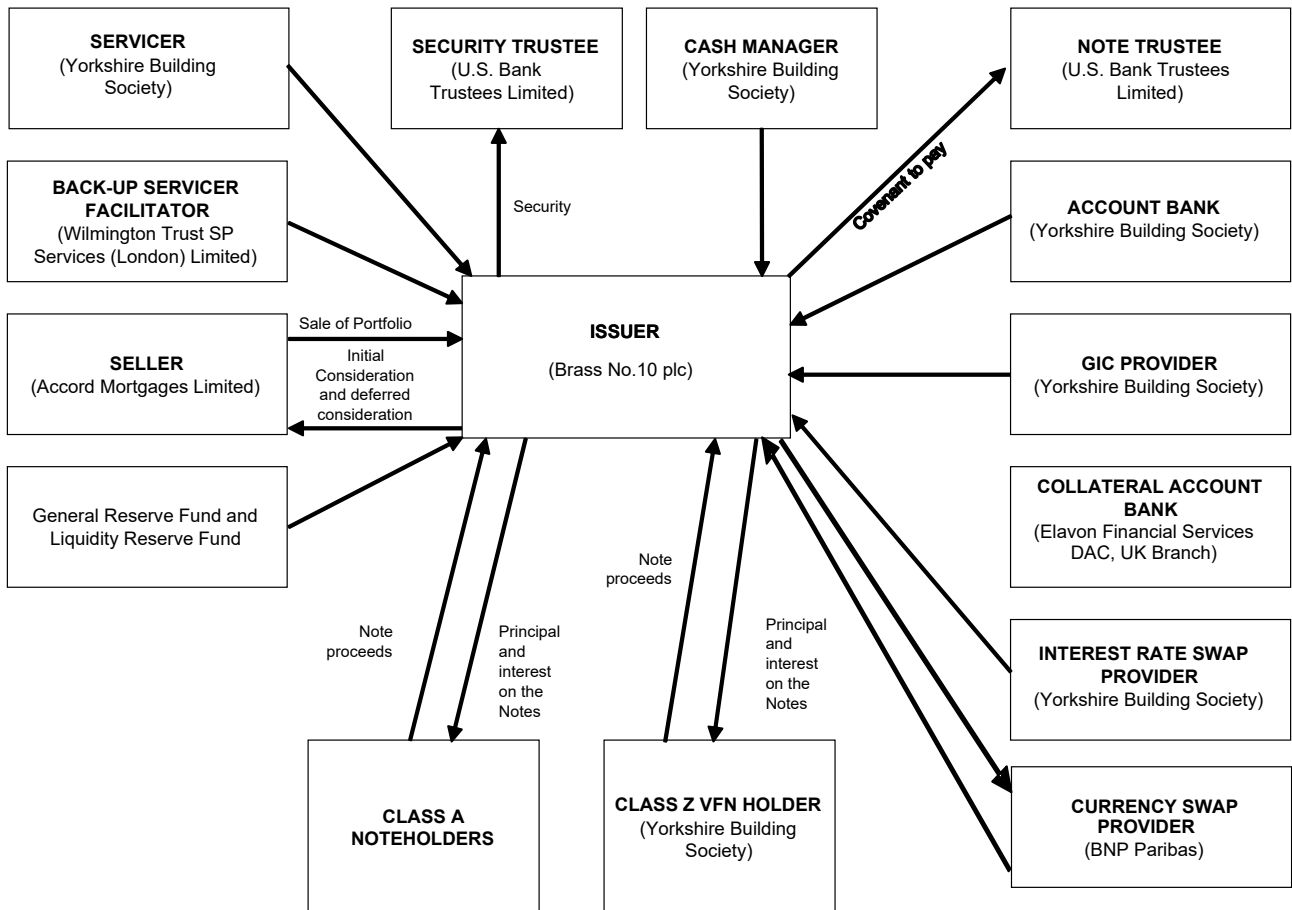 SERVICER
(Yorkshire Building
Society)
SECURITY TRUSTEE
(U.S. Bank
Trustees Limited)
CASH MANAGER
(Yorkshire Building
Society)
NOTE TRUSTEE
(U.S. Bank Trustees
Limited)
BACK-UP SERVICER
FACILITATOR
(Wilmington Trust SP
Services (London) Limited)
Security
Covenant to pay
ACCOUNT BANK
(Yorkshire Building Society)
SELLER
(Accord Mortgages Limited)
Sale of Portfolio
Initial
Consideration
and deferred
consideration
ISSUER
(Brass No.10 plc)
GIC PROVIDER
(Yorkshire Building Society)
General Reserve Fund and
Liquidity Reserve Fund
COLLATERAL ACCOUNT
BANK
(Elavon Financial Services
DAC, UK Branch)
Note
proceeds
Principal
and
interest
on the
Notes
Note
proceeds
Principal
and
interest
on the
Notes
INTEREST RATE SWAP
PROVIDER
(Yorkshire Building Society)
CLASS A
NOTEHOLDERS
CLASS Z VFN HOLDER
(Yorkshire Building
Society)
CURRENCY SWAP
PROVIDER
(BNP Paribas)